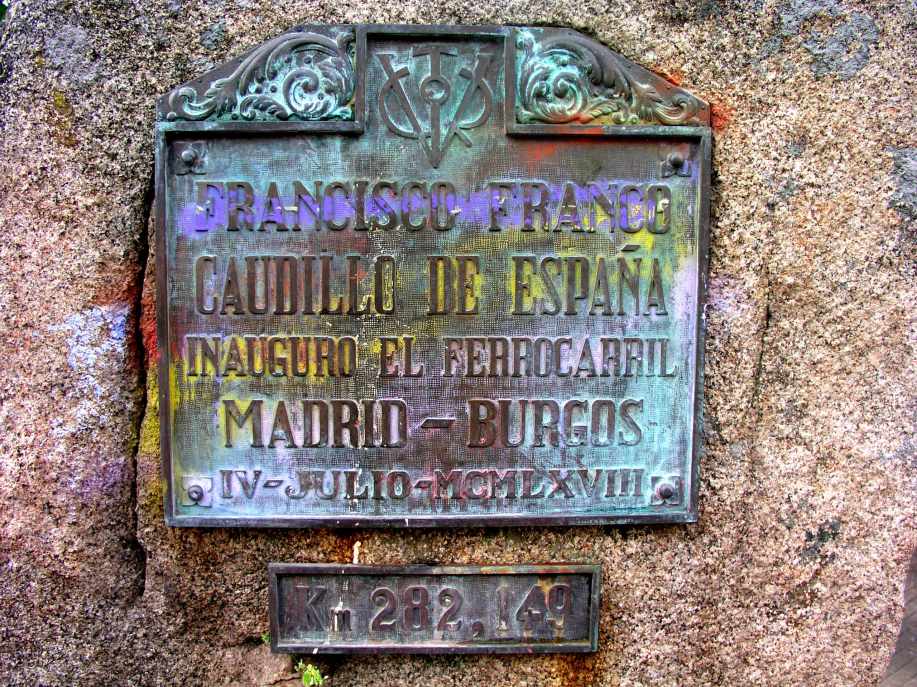 FRANCISCO FRANCO
CAUDILLO DE ESPAÑA
INAUGURO EL FERROCARRIL
MADRID-BURGOS
IV-JULIO-MCMLXVIII
Km 282,149